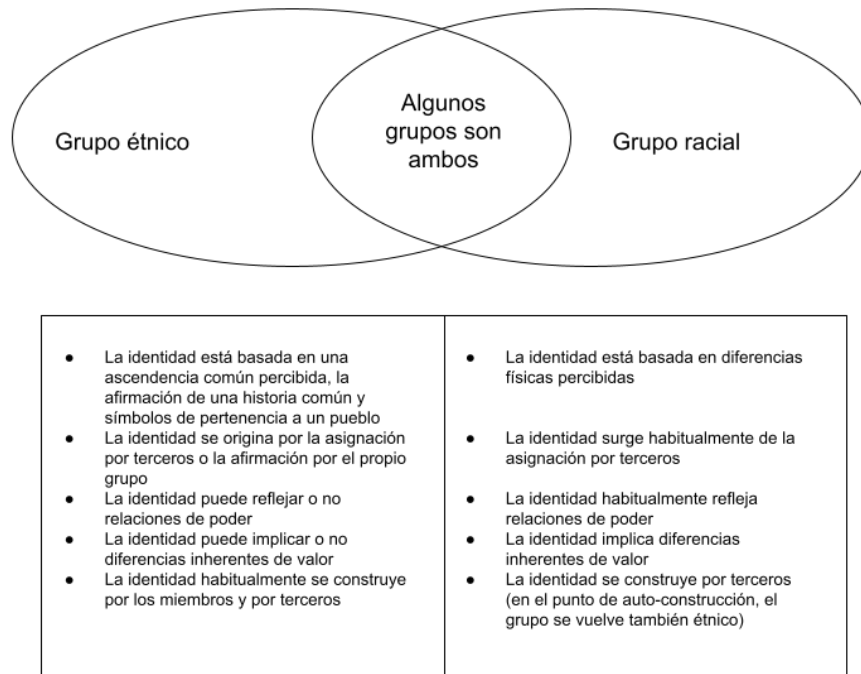 Grupo étnico
Algunos
grupos son
ambos
Grupo racial
● La identidad está basada en una
ascendencia común percibida, la
afirmación de una historia común y
símbolos de pertenencia a un pueblo
● La identidad se origina por la asignación
por terceros o la afirmación por el propio
grupo
● La identidad puede reflejar o no
relaciones de poder
● La identidad puede implicar o no
diferencias inherentes de valor
● La identidad habitualmente se construye
por los miembros y por terceros
● La identidad está basada en diferencias
físicas percibidas
● La identidad surge habitualmente de la
asignación por terceros
● La identidad habitualmente refleja
relaciones de poder
● La identidad implica diferencias
inherentes de valor
● La identidad se construye por terceros
(en el punto de auto-construcción, el
grupo se vuelve también étnico)